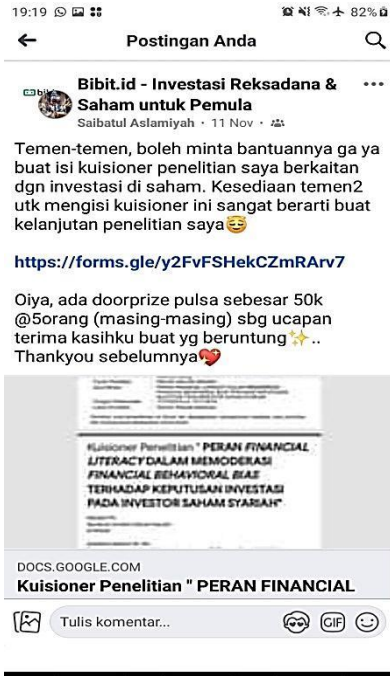 19:19 82%
Postingan Anda
Bibit.id - Investasi Reksadana &
Saham untuk Pemula
Saibatul Aslamiyah · 11 Nov ·
Temen-temen, boleh minta bantuannya ga ya
buat isi kuisioner penelitian saya berkaitan
dgn investasi di saham. Kesediaan temen2
utk mengisi kuisioner ini sangat berarti buat
kelanjutan penelitian saya😇
https://forms.gle/y2FvFSHekCZmRArv7
Oiya, ada doorprize pulsa sebesar 50k
@5orang (masing-masing) sbg ucapan
terima kasihku buat yg beruntung✨..
Thankyou sebelumnya💖
Kuisioner Penelitian " PERAN FINANCIAL
LITERACY DALAM MEMODERASI
FINANCIAL BEHAVIORAL BIAS
TERHADAP KEPUTUSAN INVESTASI
PADA INVESTOR SAHAM SYARIAH"
DOCS.GOOGLE.COM
Kuisioner Penelitian " PERAN FINANCIAL
Tulis komentar...
GIF